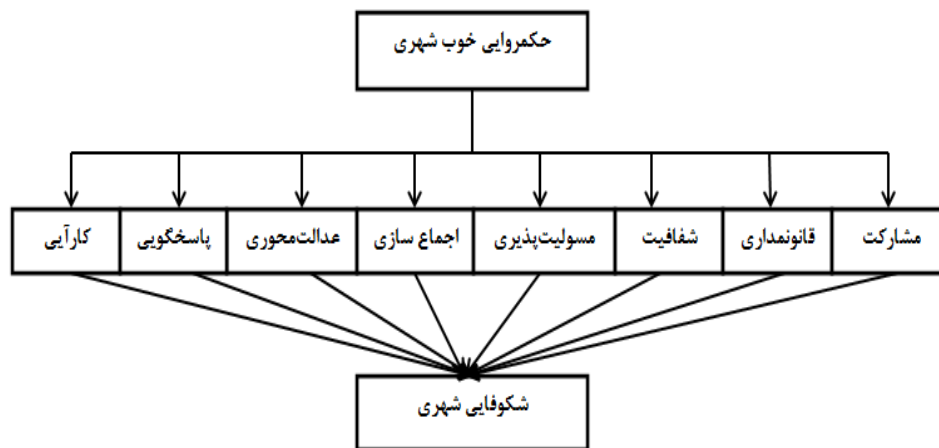 حکمروایی خوب شهری
مشارکت
قانونمداری
شفافیت
مسولیت‌پذیری
اجماع سازی
عدالت‌محوری
پاسخگویی
کارآیی
شکوفایی شهری